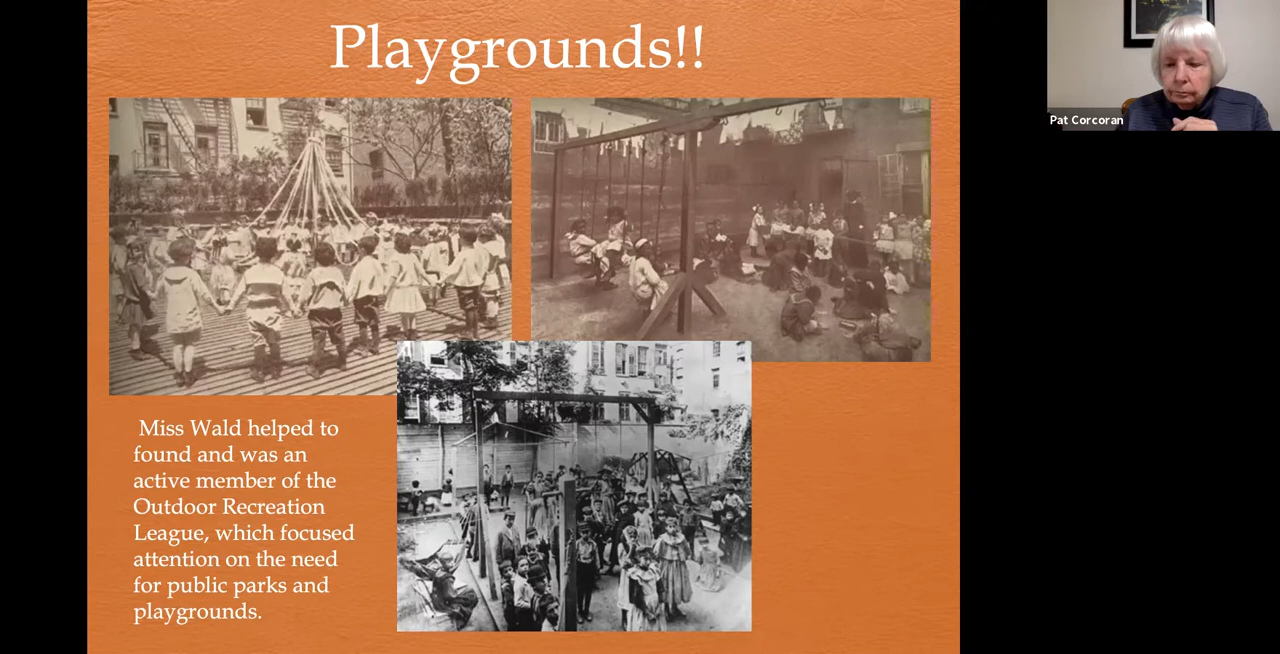 Playgrounds!!
Pat Corcoran
Miss Wald helped to
found and was an
active member of the
Outdoor Recreation
League, which focused
attention on the need
for public parks and
playgrounds.